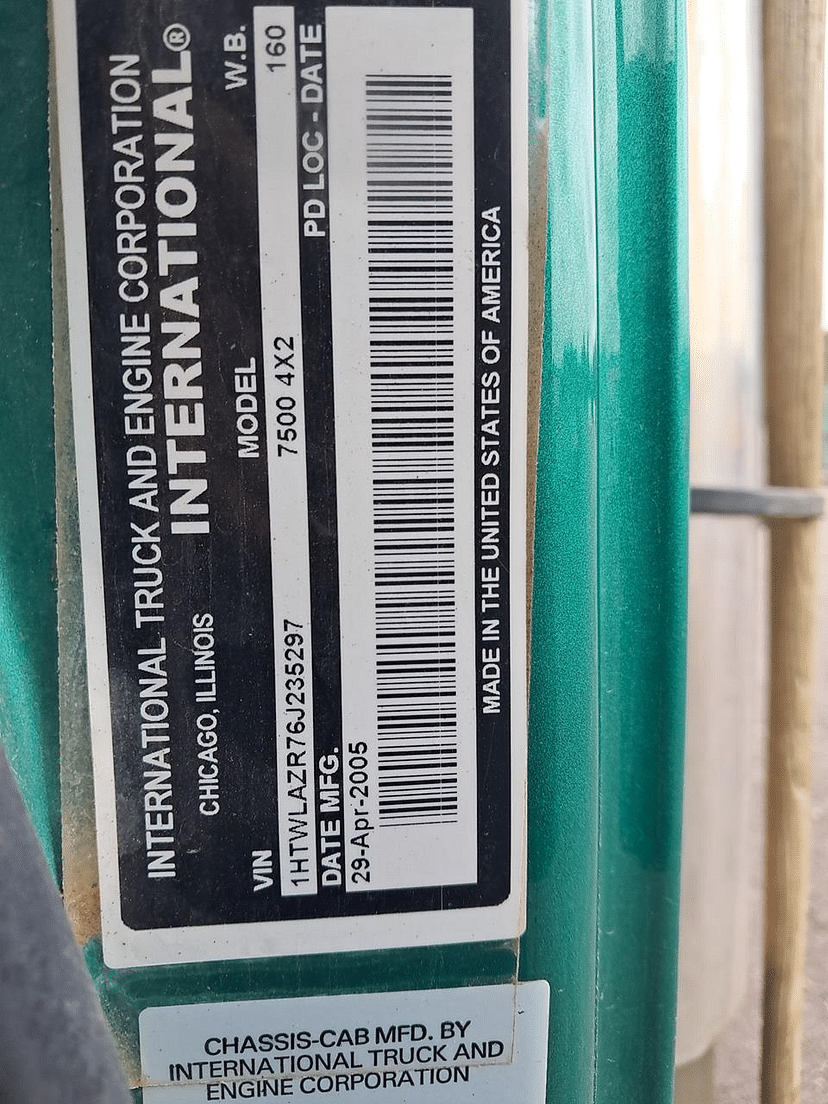 INTERNATIONAL TRUCK AND ENGINE CORPORATION
CHICAGO, ILLINOIS INTERNATIONAL®
VIN MODEL W.B.
1HTWLAZR76J235297 7500 4X2 160
DATE MFG. PD LOC - DATE
29-Apr-2005
MADE IN THE UNITED STATES OF AMERICA
CHASSIS-CAB MFD. BY
INTERNATIONAL TRUCK AND
ENGINE CORPORATION